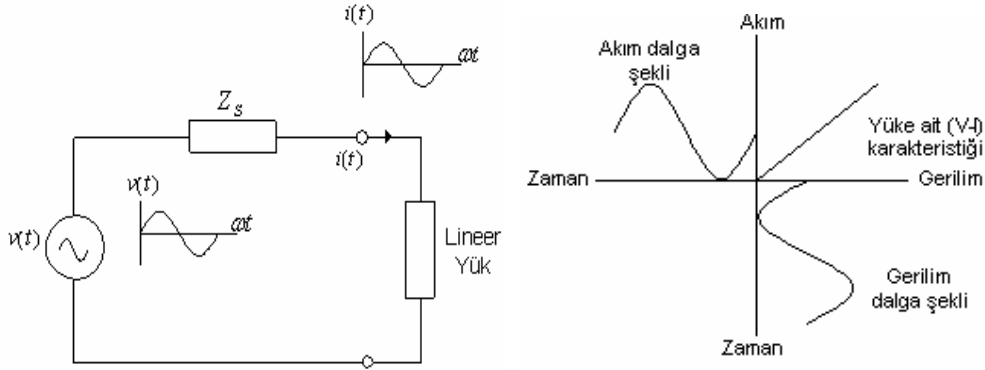 i(t)
ωt
Z_s
i(t)
v(t)
ωt
v(t)
Lineer
Yük
Akım
Akım dalga
şekli
Yüke ait (V-I)
karakteristiği
Zaman
Gerilim
Gerilim
dalga şekli
Zaman